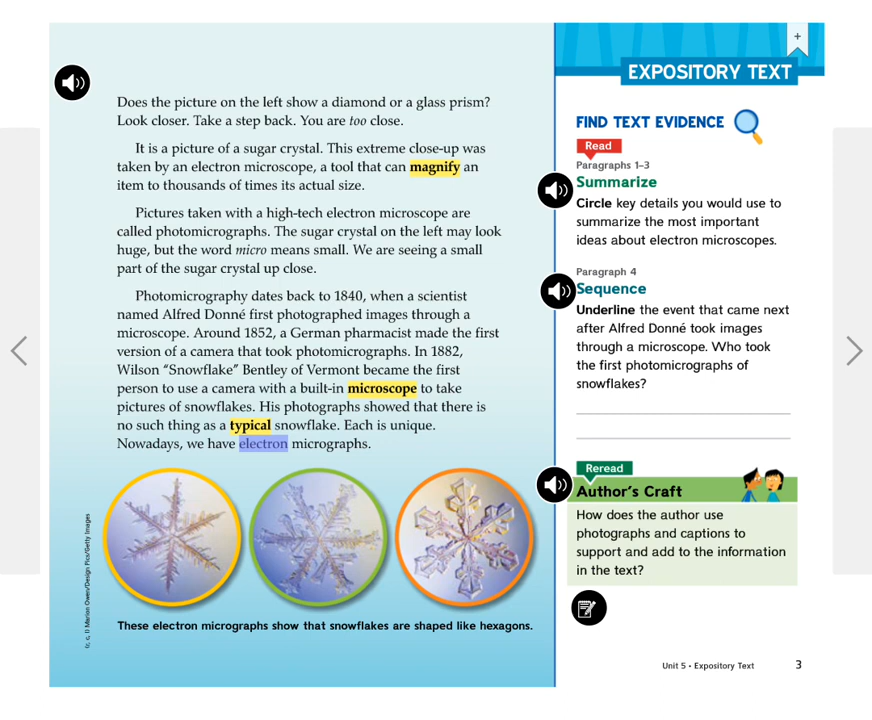 Does the picture on the left show a diamond or a glass prism?
Look closer. Take a step back. You are too close.
It is a picture of a sugar crystal. This extreme close-up was
taken by an electron microscope, a tool that can magnify an
item to thousands of times its actual size.
Pictures taken with a high-tech electron microscope are
called photomicrographs. The sugar crystal on the left may look
huge, but the word micro means small. We are seeing a small
part of the sugar crystal up close.
Photomicrography dates back to 1840, when a scientist
named Alfred Donné first photographed images through a
microscope. Around 1852, a German pharmacist made the first
version of a camera that took photomicrographs. In 1882,
Wilson "Snowflake" Bentley of Vermont became the first
person to use a camera with a built-in microscope to take
pictures of snowflakes. His photographs showed that there is
no such thing as a typical snowflake. Each is unique.
Nowadays, we have electron micrographs.
(c, l) Marion Owen/Design Pics/Getty Images
These electron micrographs show that snowflakes are shaped like hexagons.
+
EXPOSITORY TEXT
FIND TEXT EVIDENCE
Read
Paragraphs 1–3
Summarize
Circle key details you would use to
summarize the most important
ideas about electron microscopes.
Paragraph 4
Sequence
Underline the event that came next
after Alfred Donné took images
through a microscope. Who took
the first photomicrographs of
snowflakes?
Reread
Author's Craft
How does the author use
photographs and captions to
support and add to the information
in the text?
Unit 5 • Expository Text 3